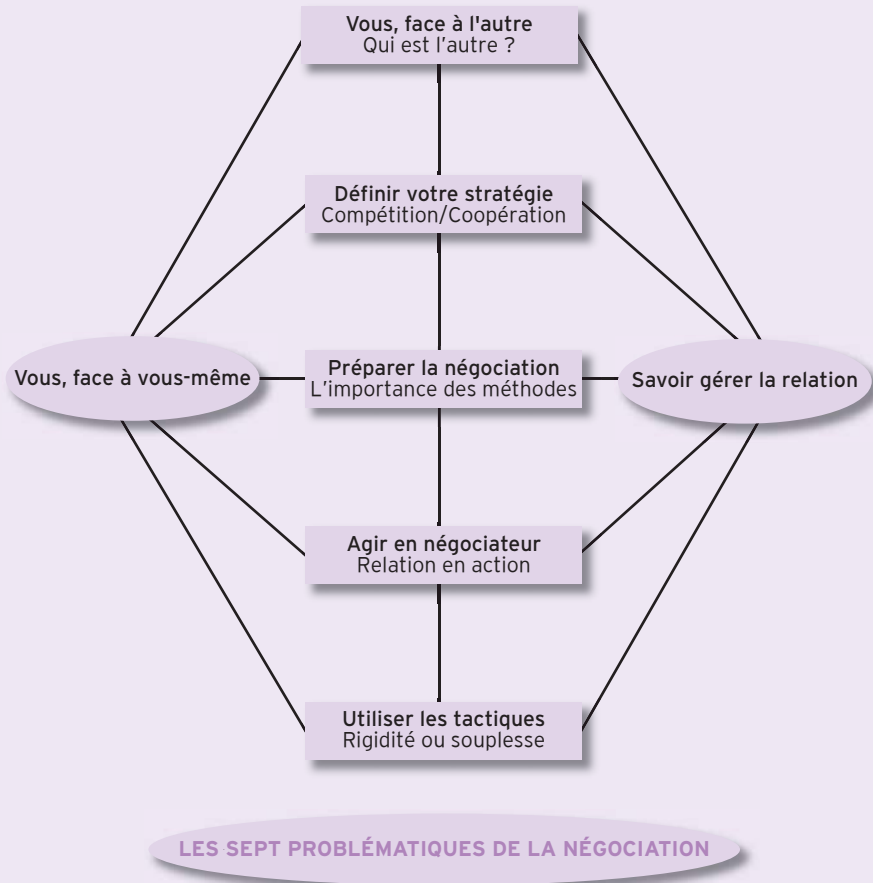 Vous, face à l'autre
Qui est l’autre ?
Définir votre stratégie
Compétition/Coopération
Vous, face à vous-même
Préparer la négociation
L’importance des méthodes
Savoir gérer la relation
Agir en négociateur
Relation en action
Utiliser les tactiques
Rigidité ou souplesse
LES SEPT PROBLÉMATIQUES DE LA NÉGOCIATION